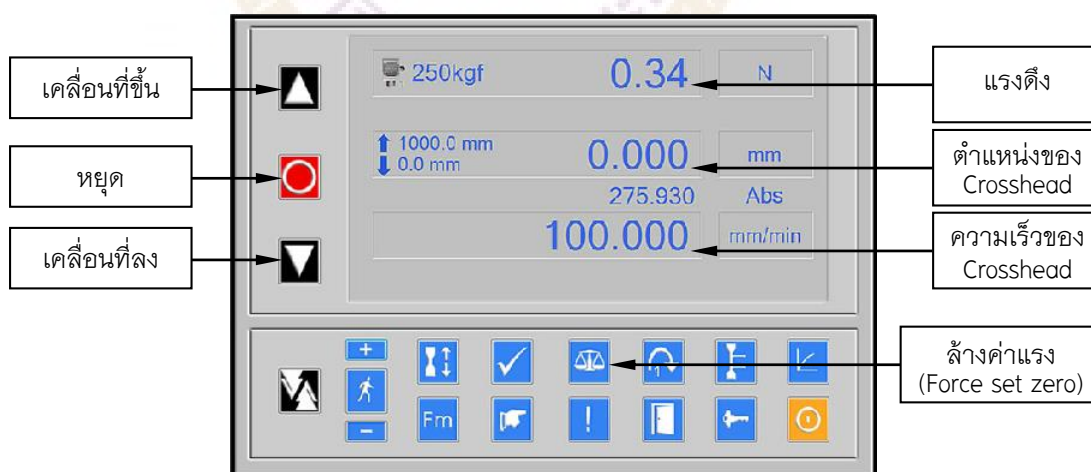 เคลื่อนที่ขึ้น
หยุด
เคลื่อนที่ลง
250kgf 0.34 N
1000.0 mm
0.0 mm
0.000 mm
275.930 Abs
100.000 mm/min
Fm
แรงดึง
ตำแหน่งของ
Crosshead
ความเร็วของ
Crosshead
ล้างค่าแรง
(Force set zero)